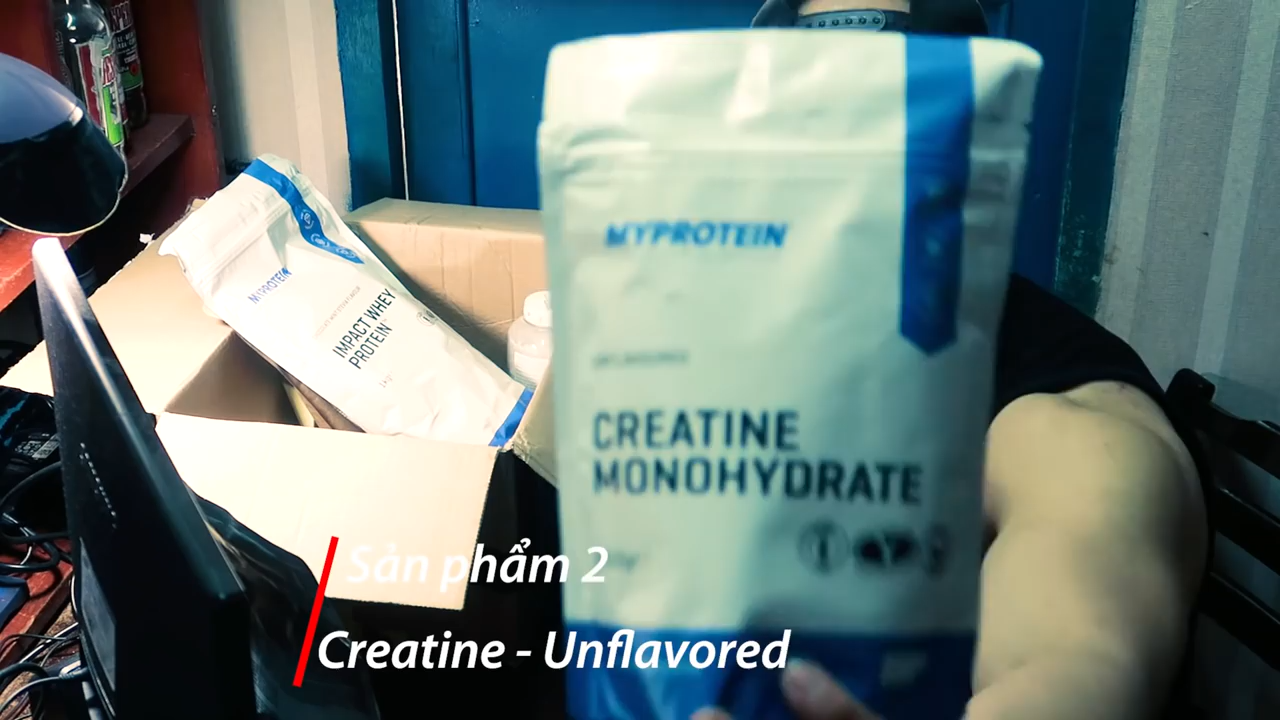 MYPROTEIN
CREATINE
MONOHYDRATE
MYPROTEIN
IMPACT WHEY
PROTEIN
Sản phẩm 2
Creatine - Unflavored